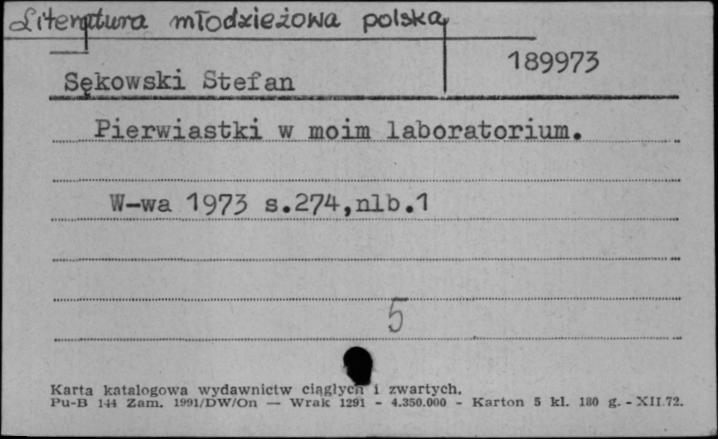 Literatura młodzieżowa polska
189973
Sękowski Stefan
Pierwiastki w moim laboratorium.
W-wa 1973 s.274,nlb.1
5
Karta katalogowa wydawnictw ciągłych i zwartych.
Pu-B 144 Zam. 1991/DW/On — Wrak 1291 - 4.350.000 - Karton 5 kl. 180 g. - XII.72.